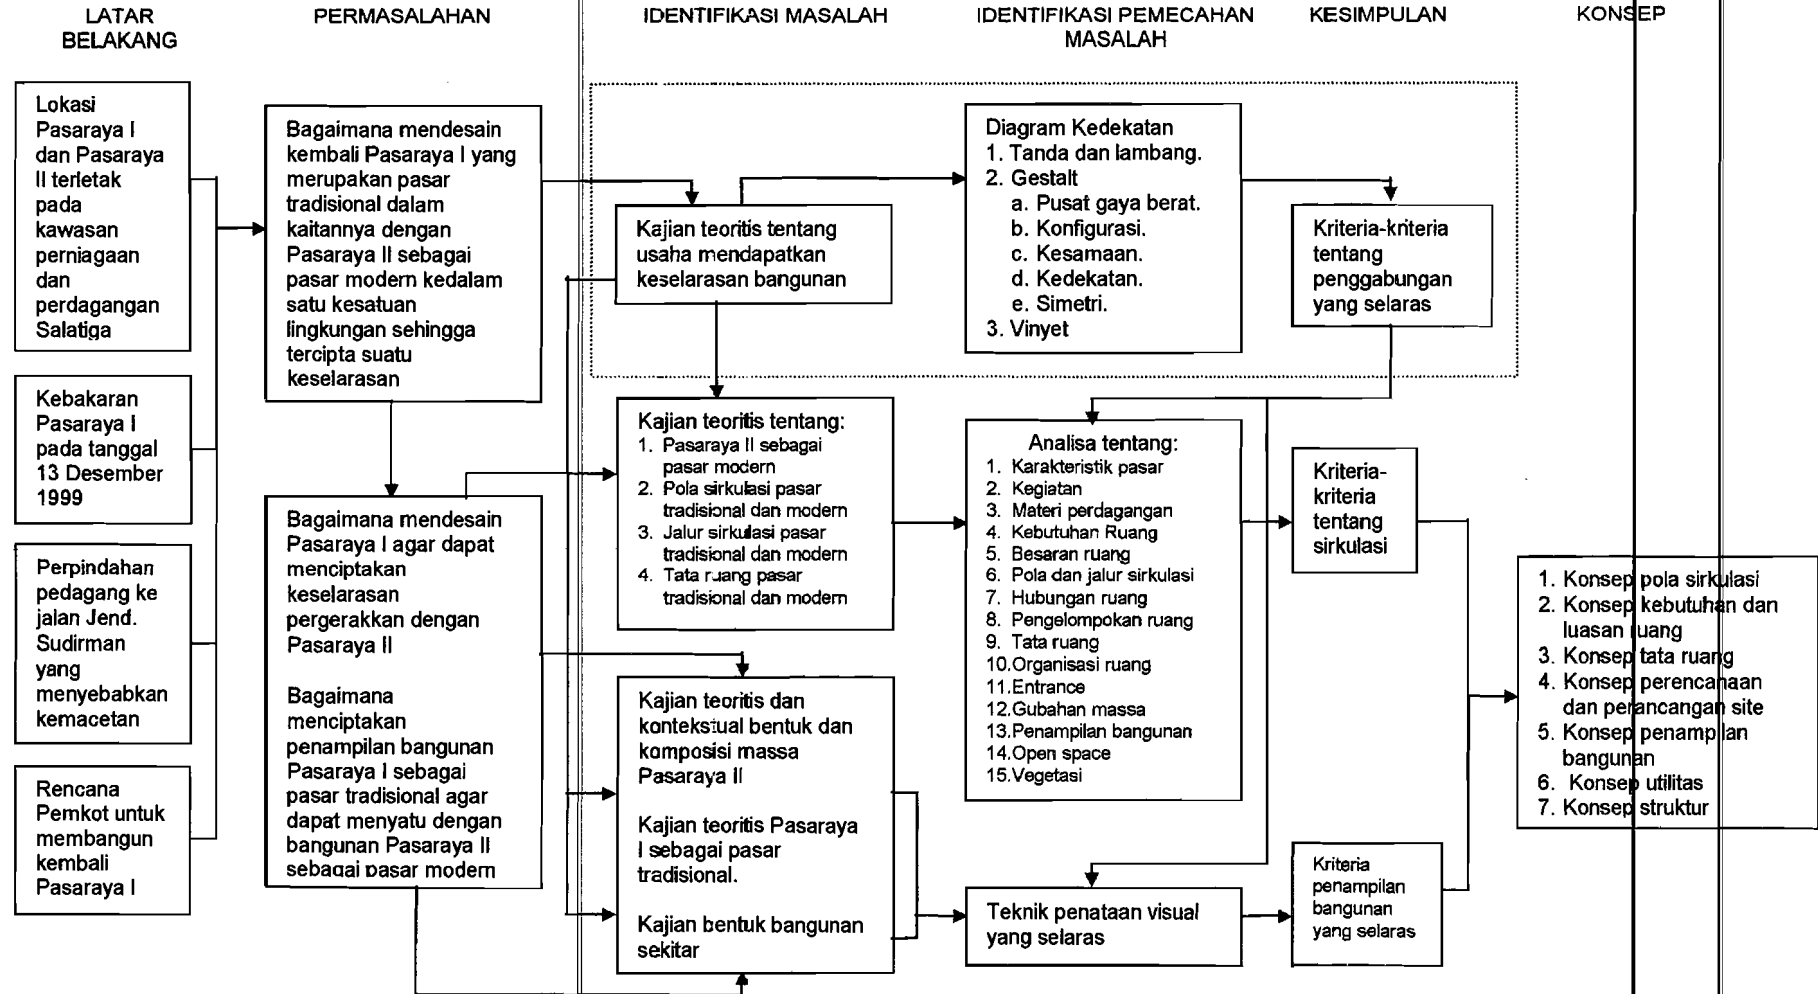 LATAR
BELAKANG
PERMASALAHAN
IDENTIFIKASI MASALAH
IDENTIFIKASI PEMECAHAN
MASALAH
KESIMPULAN
KONSEP
Lokasi
Pasaraya I
dan Pasaraya
II terletak
pada
kawasan
perniagaan
dan
perdagangan
Salatiga
Kebakaran
Pasaraya I
pada tanggal
13 Desember
1999
Perpindahan
pedagang ke
jalan Jend.
Sudirman
yang
menyebabkan
kemacetan
Rencana
Pemkot untuk
membangun
kembali
Pasaraya I
Bagaimana mendesain
kembali Pasaraya I yang
merupakan pasar
tradisional dalam
kaitannya dengan
Pasaraya II sebagai
pasar modern kedalam
satu kesatuan
lingkungan sehingga
tercipta suatu
keselarasan
Bagaimana mendesain
Pasaraya I agar dapat
menciptakan
keselarasan
pergerakkan dengan
Pasaraya II
Bagaimana
menciptakan
penampilan bangunan
Pasaraya I sebagai
pasar tradisional agar
dapat menyatu dengan
bangunan Pasaraya II
sebagai pasar modern
Kajian teoritis tentang
usaha mendapatkan
keselarasan bangunan
Kajian teoritis tentang:
1. Pasaraya II sebagai
pasar modern
2. Pola sirkulasi pasar
tradisional dan modern
3. Jalur sirkulasi pasar
tradisional dan modern
4. Tata ruang pasar
tradisional dan modern
Kajian teoritis dan
kontekstual bentuk dan
komposisi massa
Pasaraya II
Kajian teoritis Pasaraya
I sebagai pasar
tradisional.
Kajian bentuk bangunan
sekitar
Diagram Kedekatan
1. Tanda dan lambang.
2. Gestalt
a. Pusat gaya berat.
b. Konfigurasi.
c. Kesamaan.
d. Kedekatan.
e. Simetri.
3. Vinyet
Analisa tentang:
1. Karakteristik pasar
2. Kegiatan
3. Materi perdagangan
4. Kebutuhan Ruang
5. Besaran ruang
6. Pola dan jalur sirkulasi
7. Hubungan ruang
8. Pengelompokan ruang
9. Tata ruang
10.Organisasi ruang
11.Entrance
12.Gubahan massa
13.Penampilan bangunan
14.Open space
15.Vegetasi
Teknik penataan visual
yang selaras
Kriteria-kriteria
tentang
penggabungan
yang selaras
Kriteria-
kriteria
tentang
sirkulasi
Kriteria
penampilan
bangunan
yang selaras
1. Konsep pola sirkulasi
2. Konsep kebutuhan dan
luasan ruang
3. Konsep tata ruang
4. Konsep perencanaan
dan perancangan site
5. Konsep penampilan
bangunan
6. Konsep utilitas
7. Konsep struktur